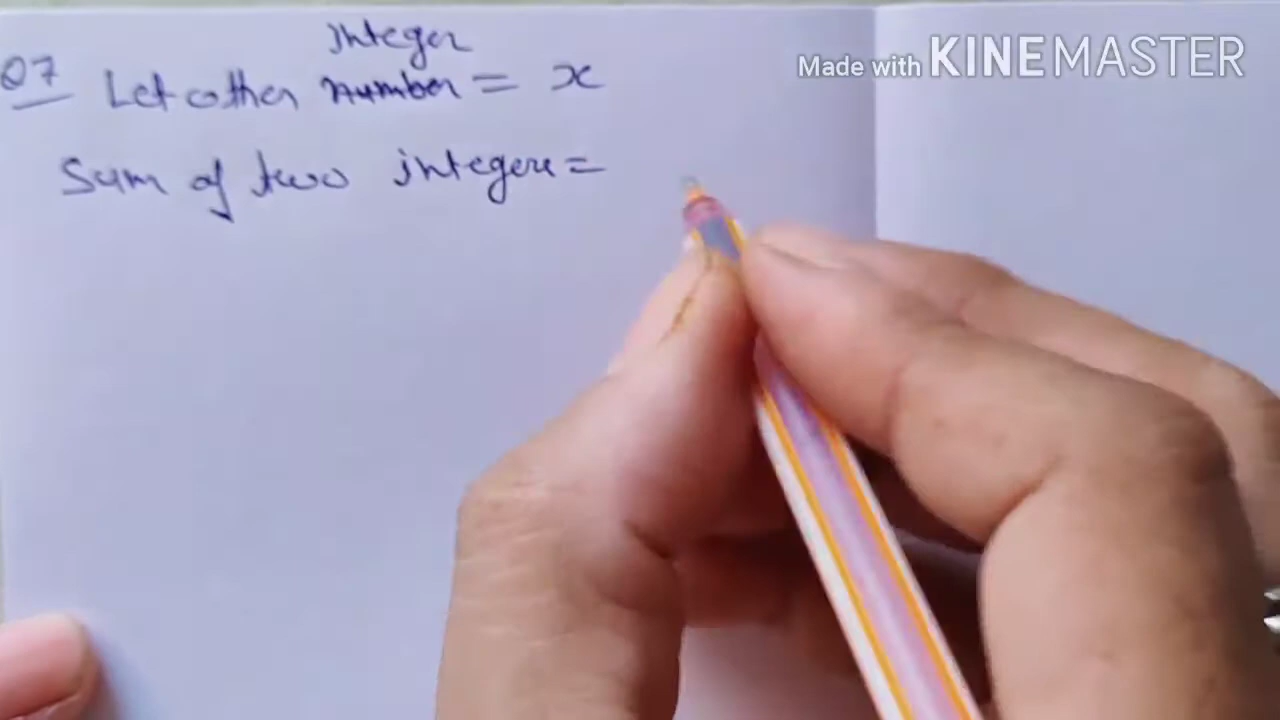 integer
Q7 Let other number = x
Sum of two integers =
Made with KINEMASTER